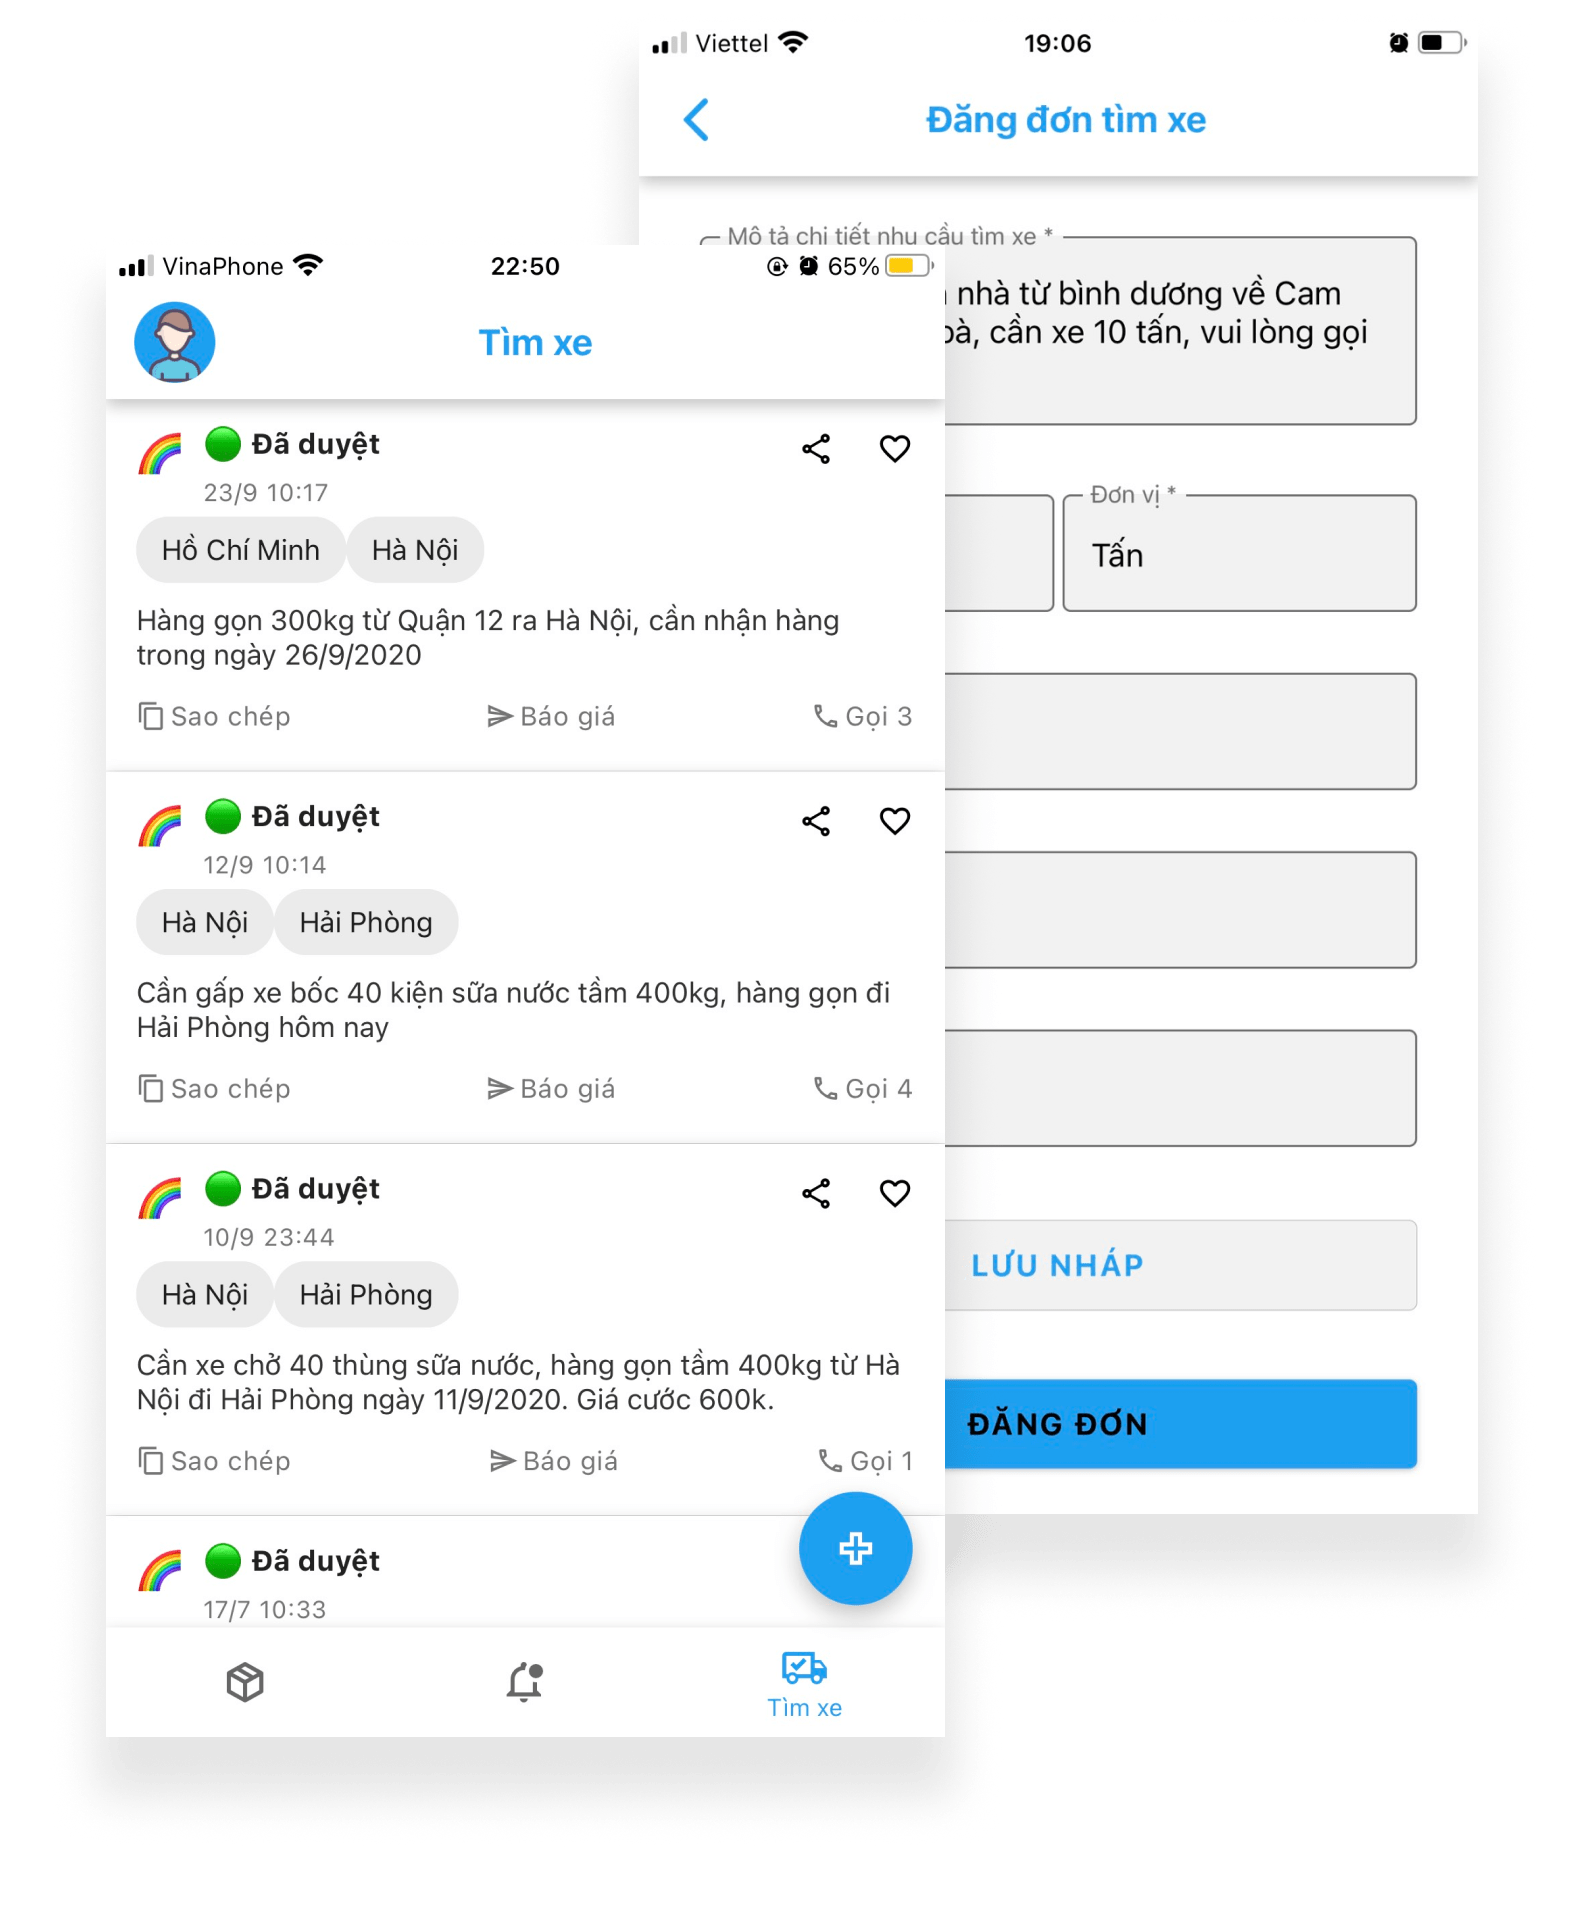 Viettel
19:06
Đăng đơn tìm xe
Mô tả chi tiết nhu cầu tìm xe *
nhà từ bình dương về Cam
cần xe 10 tấn, vui lòng gọi
Đơn vị *
Tấn
LƯU NHÁP
ĐĂNG ĐƠN
VinaPhone
22:50
65%
Tìm xe
Đã duyệt
23/9 10:17
Hồ Chí Minh
Hà Nội
Hàng gọn 300kg từ Quận 12 ra Hà Nội, cần nhận hàng
trong ngày 26/9/2020
Sao chép
Báo giá
Gọi 3
Đã duyệt
12/9 10:14
Hà Nội
Hải Phòng
Cần gấp xe bốc 40 kiện sữa nước tầm 400kg, hàng gọn đi
Hải Phòng hôm nay
Sao chép
Báo giá
Gọi 4
Đã duyệt
10/9 23:44
Hà Nội
Hải Phòng
Cần xe chở 40 thùng sữa nước, hàng gọn tầm 400kg từ Hà
Nội đi Hải Phòng ngày 11/9/2020. Giá cước 600k.
Sao chép
Báo giá
Gọi 1
Đã duyệt
17/7 10:33
Tìm xe